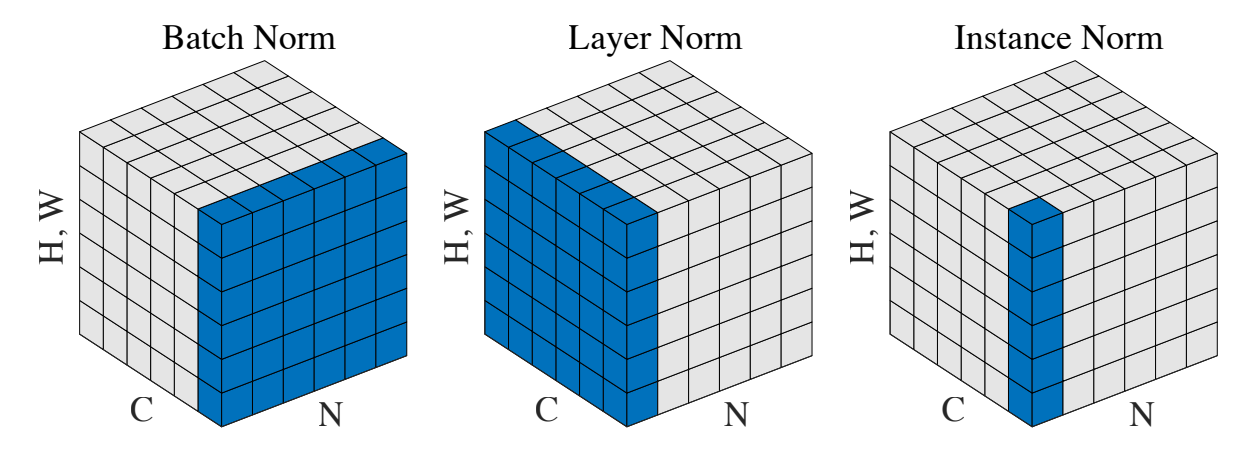 Batch Norm
Layer Norm
Instance Norm
H, W
C
N
H, W
C
N
H, W
C
N